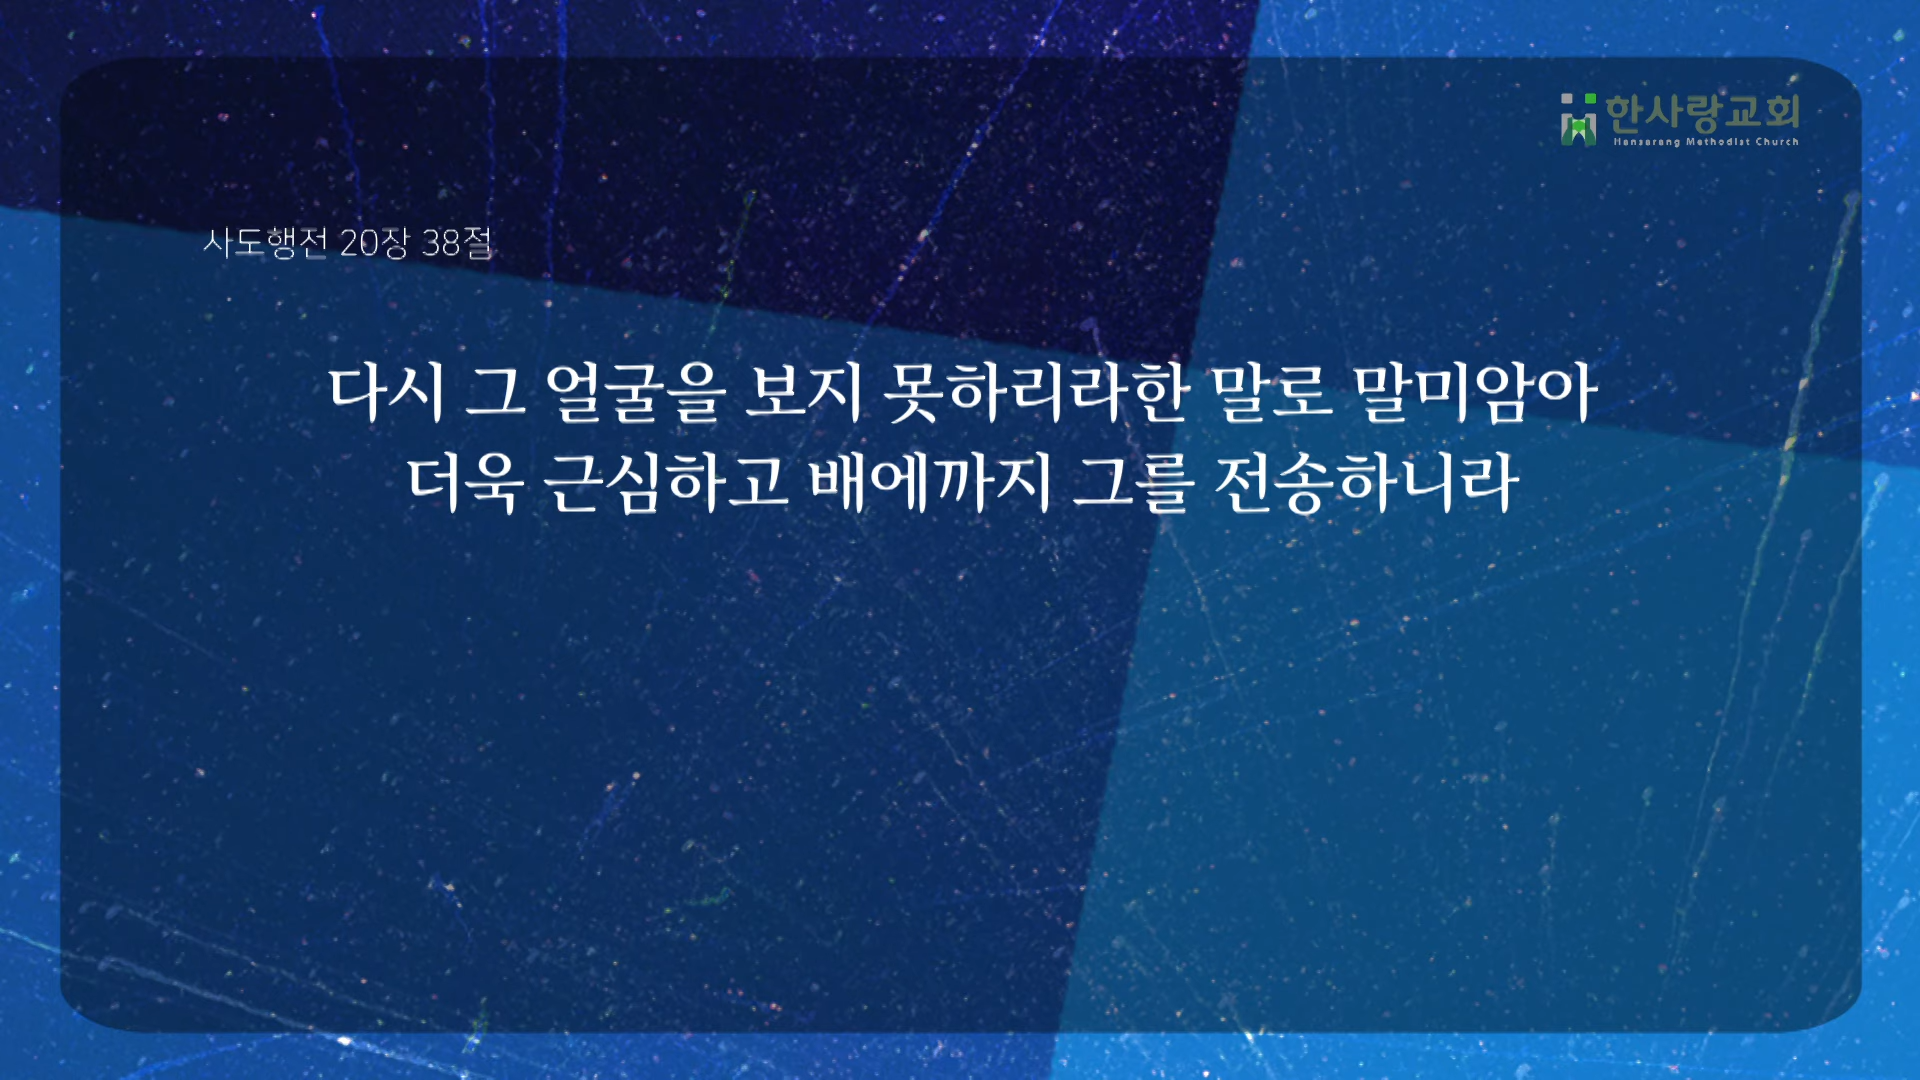 한사랑교회
Hansarang Methodist Church
사도행전 20장 38절
다시 그 얼굴을 보지 못하리라한 말로 말미암아
더욱 근심하고 배에까지 그를 전송하니라